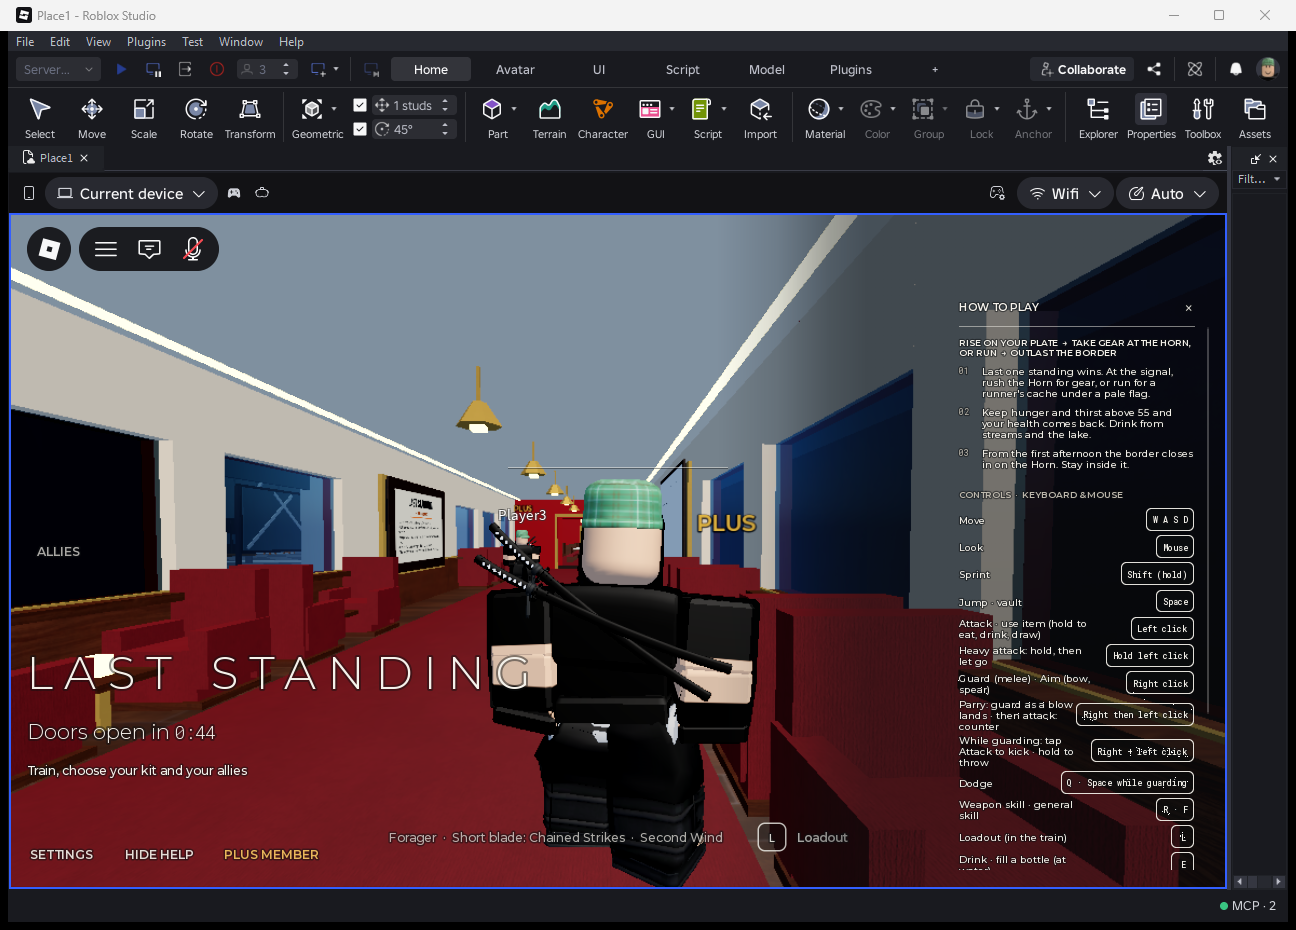 Place1 - Roblox Studio
File Edit View Plugins Test Window Help
Server... 3 Home Avatar UI Script Model Plugins + Collaborate
Select Move Scale Rotate Transform Geometric 1 studs 45° Part Terrain Character GUI Script Import Material Color Group Lock Anchor Explorer Properties Toolbox Assets
Place1
Filt...
Current device Wifi Auto
HOW TO PLAY ×
RISE ON YOUR PLATE → TAKE GEAR AT THE HORN,
OR RUN → OUTLAST THE BORDER
01 Last one standing wins. At the signal,
rush the Horn for gear, or run for a
runner's cache under a pale flag.
02 Keep hunger and thirst above 55 and
your health comes back. Drink from
streams and the lake.
03 From the first afternoon the border closes
in on the Horn. Stay inside it.
CONTROLS · KEYBOARD & MOUSE
Move W A S D
Look Mouse
Sprint Shift (hold)
Jump · vault Space
Attack · use item (hold to
eat, drink, draw) Left click
Heavy attack: hold, then
let go Hold left click
Guard (melee) · Aim (bow,
spear) Right click
Parry: guard as a blow
lands · then attack:
counter Right then left click
While guarding: tap
Attack to kick · hold to
throw Right + left click
Dodge Q · Space while guarding
Weapon skill · general
skill R · F
Loadout (in the train) L
Drink · fill a bottle (at
water) E
PLUS
Player3
PLUS
ALLIES
LAST STANDING
Doors open in 0:44
Train, choose your kit and your allies
Forager · Short blade: Chained Strikes · Second Wind L Loadout
SETTINGS HIDE HELP PLUS MEMBER
MCP · 2